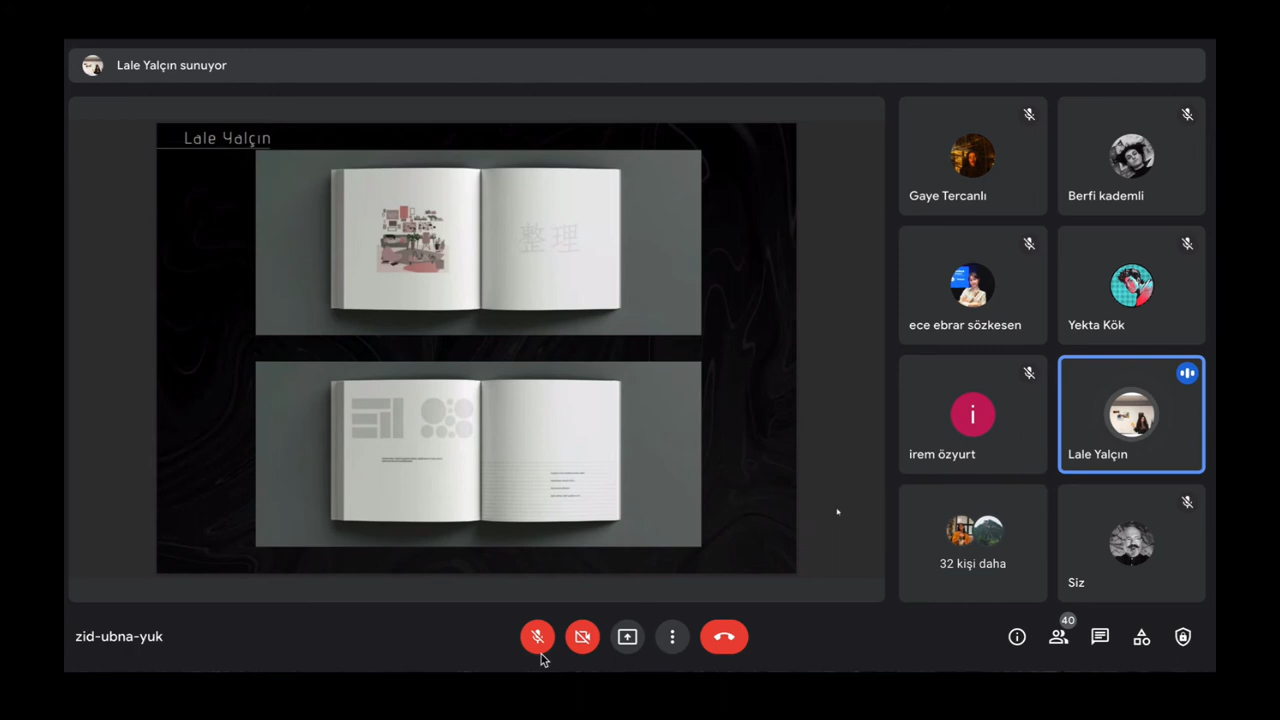 Lale Yalçın sunuyor
Lale Yalçın
整理
Gaye Tercanlı
Berfi kademli
ece ebrar sözkesen
Yekta Kök
i
irem özyurt
Lale Yalçın
32 kişi daha
Siz
zid-ubna-yuk
40